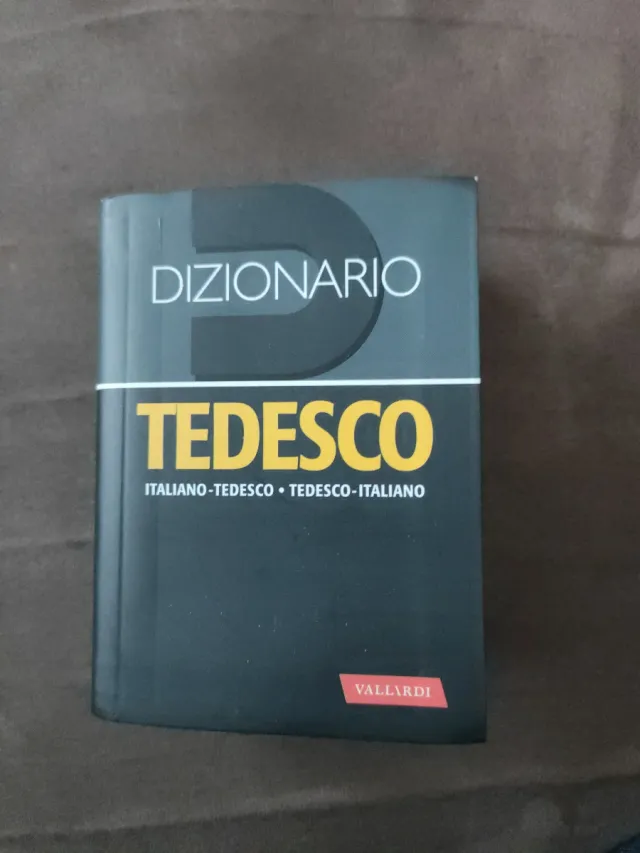 DIZIONARIO
TEDESCO
ITALIANO-TEDESCO • TEDESCO-ITALIANO
VALLARDI